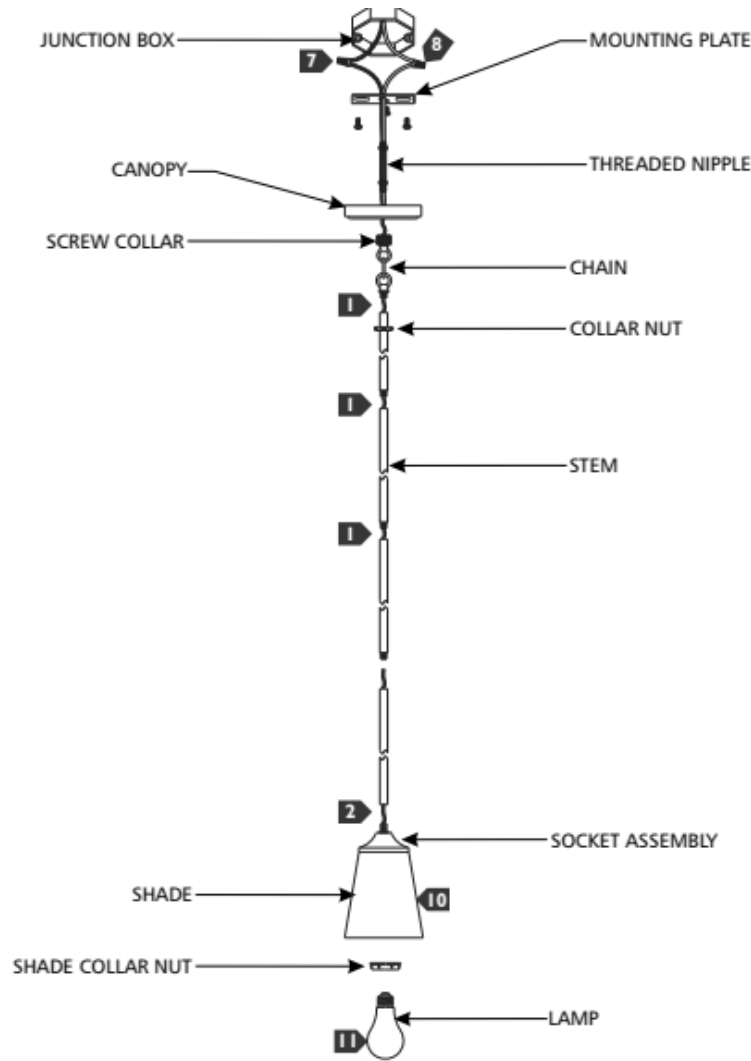 JUNCTION BOX
8
MOUNTING PLATE
7
THREADED NIPPLE
CANOPY
SCREW COLLAR
CHAIN
1
COLLAR NUT
1
STEM
1
2
SOCKET ASSEMBLY
SHADE
10
SHADE COLLAR NUT
LAMP
11